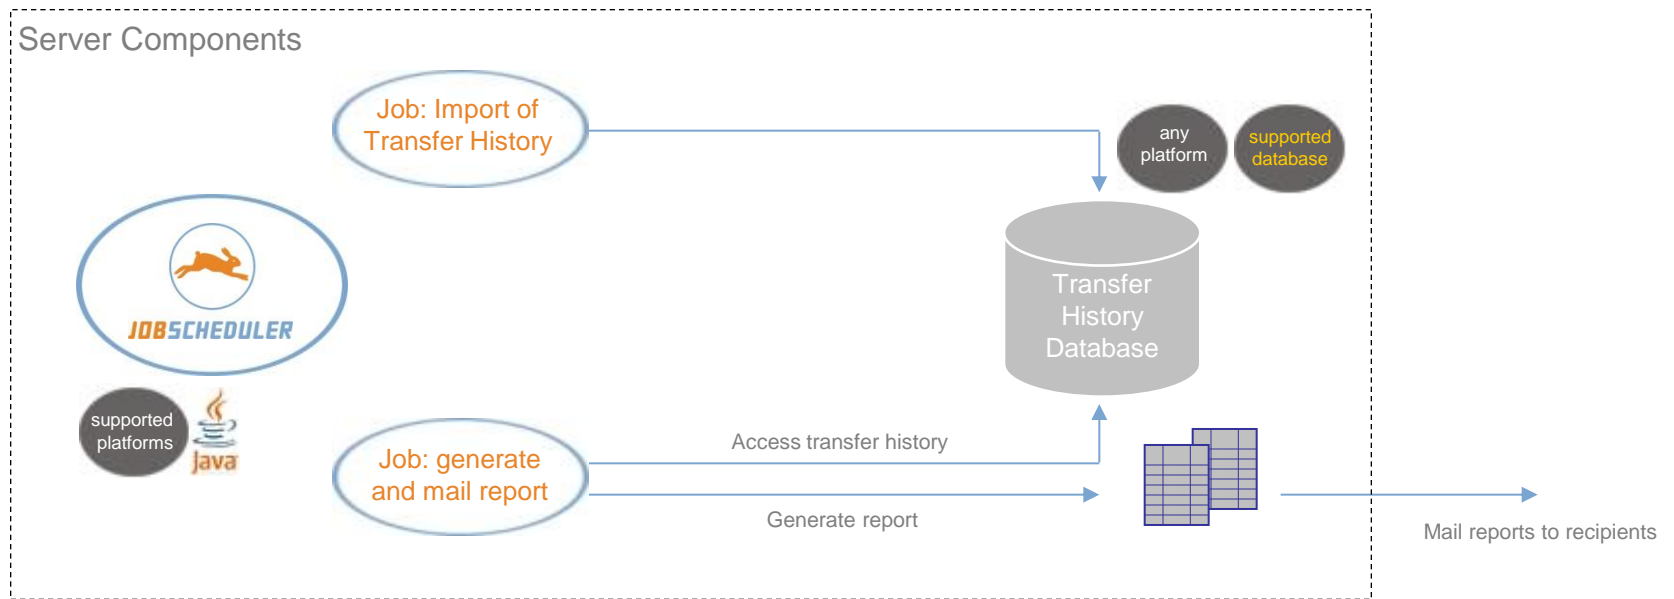 Server Components
Job: Import of
Transfer History
any
platform
supported
database
JOBSCHEDULER
Transfer
History
Database
supported
platforms
Java
Job: generate
and mail report
Access transfer history
Generate report
Mail reports to recipients